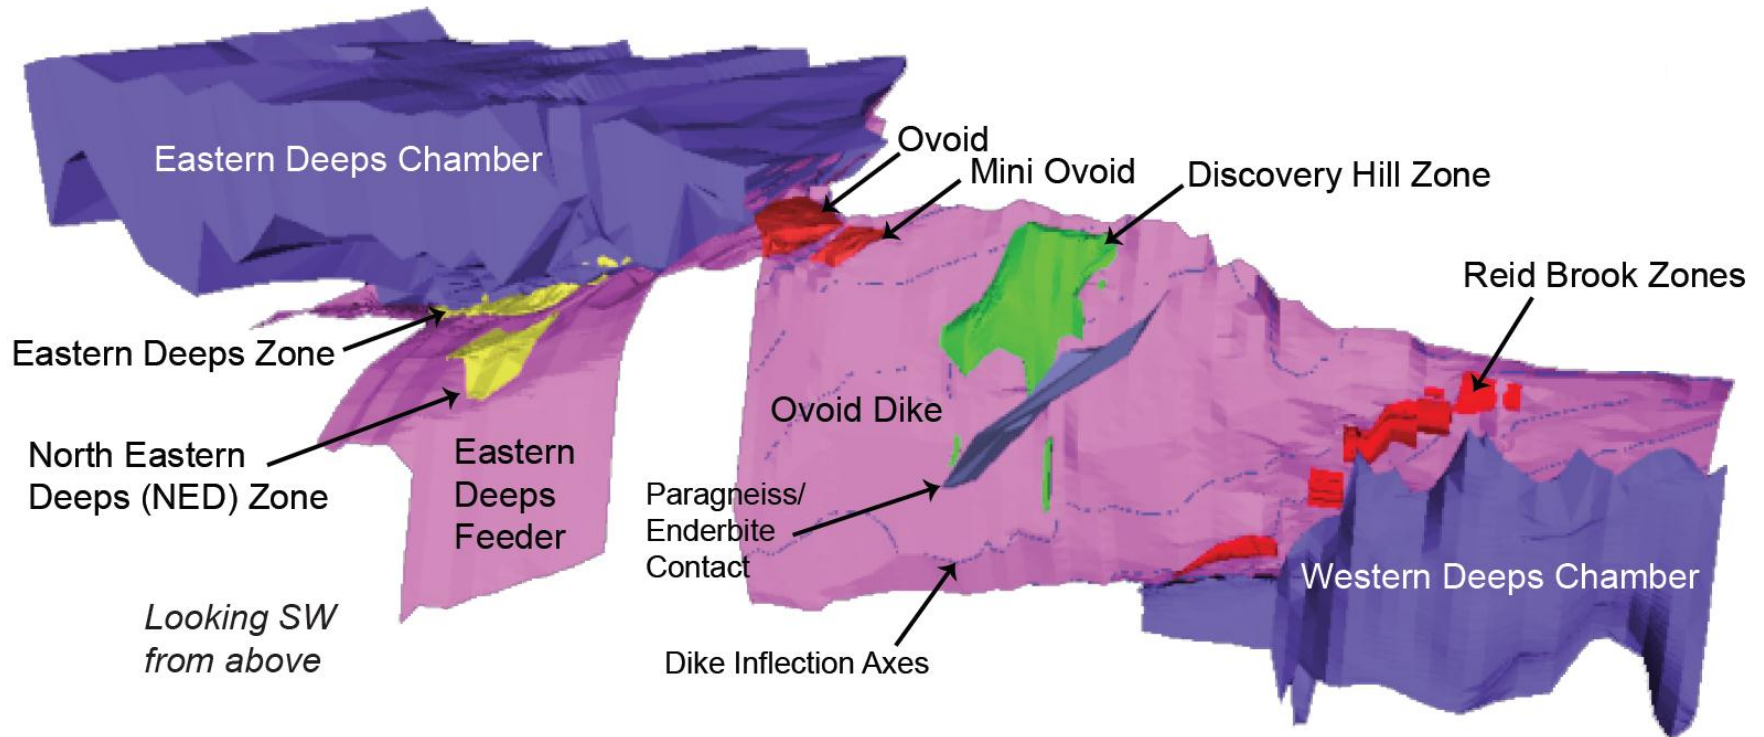 Eastern Deeps Chamber
Ovoid
Mini Ovoid
Discovery Hill Zone
Reid Brook Zones
Eastern Deeps Zone
North Eastern
Deeps (NED) Zone
Eastern
Deeps
Feeder
Ovoid Dike
Paragneiss/
Enderbite
Contact
Western Deeps Chamber
Dike Inflection Axes
Looking SW
from above